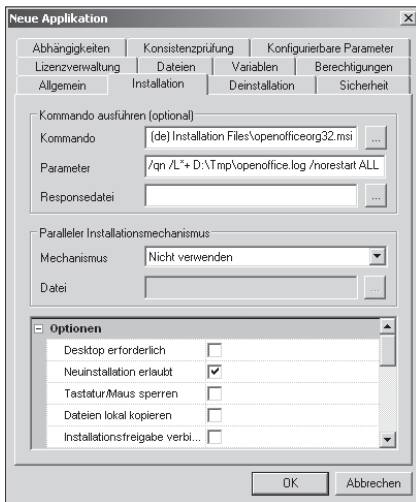 Neue Applikation
Abhängigkeiten Konsistenzprüfung Konfigurierbare Parameter
Lizenzverwaltung Dateien Variablen Berechtigungen
Allgemein Installation Deinstallation Sicherheit
Kommando ausführen (optional)
Kommando (de) Installation Files\openofficeorg32.msi ...
Parameter /qn /L*+ D:\Tmp\openoffice.log /norestart ALL
Responsedatei ...
Paralleler Installationsmechanismus
Mechanismus Nicht verwenden
Datei ...
Optionen
Desktop erforderlich
Neuinstallation erlaubt
Tastatur/Maus sperren
Dateien lokal kopieren
Installationsfreigabe verbi...
OK Abbrechen